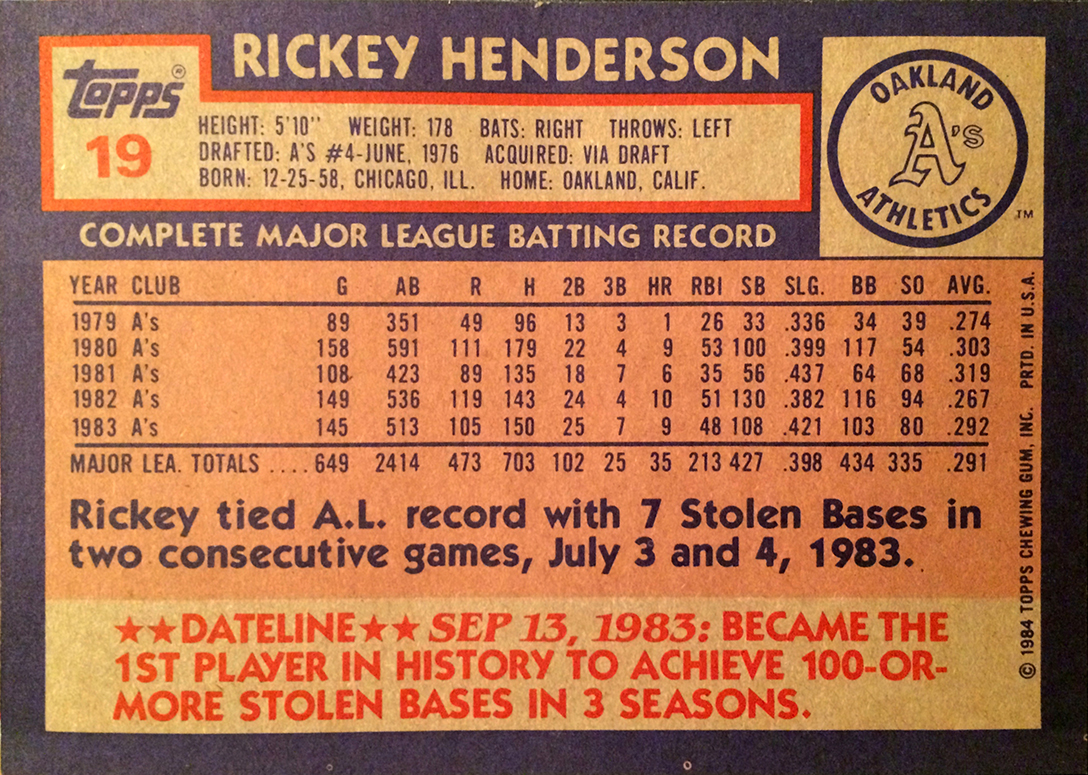 RICKEY HENDERSON
Topps®
19
HEIGHT: 5'10" WEIGHT: 178 BATS: RIGHT THROWS: LEFT
DRAFTED: A'S #4-JUNE, 1976 ACQUIRED: VIA DRAFT
BORN: 12-25-58, CHICAGO, ILL. HOME: OAKLAND, CALIF.
OAKLAND
A's
ATHLETICS
TM
COMPLETE MAJOR LEAGUE BATTING RECORD
YEAR CLUB G AB R H 2B 3B HR RBI SB SLG. BB SO AVG.
1979 A's 89 351 49 96 13 3 1 26 33 .336 34 39 .274
1980 A's 158 591 111 179 22 4 9 53 100 .399 117 54 .303
1981 A's 108 423 89 135 18 7 6 35 56 .437 64 68 .319
1982 A's 149 536 119 143 24 4 10 51 130 .382 116 94 .267
1983 A's 145 513 105 150 25 7 9 48 108 .421 103 80 .292
MAJOR LEA. TOTALS .... 649 2414 473 703 102 25 35 213 427 .398 434 335 .291
Rickey tied A.L. record with 7 Stolen Bases in
two consecutive games, July 3 and 4, 1983.
★★DATELINE★★ SEP 13, 1983: BECAME THE
1ST PLAYER IN HISTORY TO ACHIEVE 100-OR-
MORE STOLEN BASES IN 3 SEASONS.
© 1984 TOPPS CHEWING GUM, INC. PRTD. IN U.S.A.